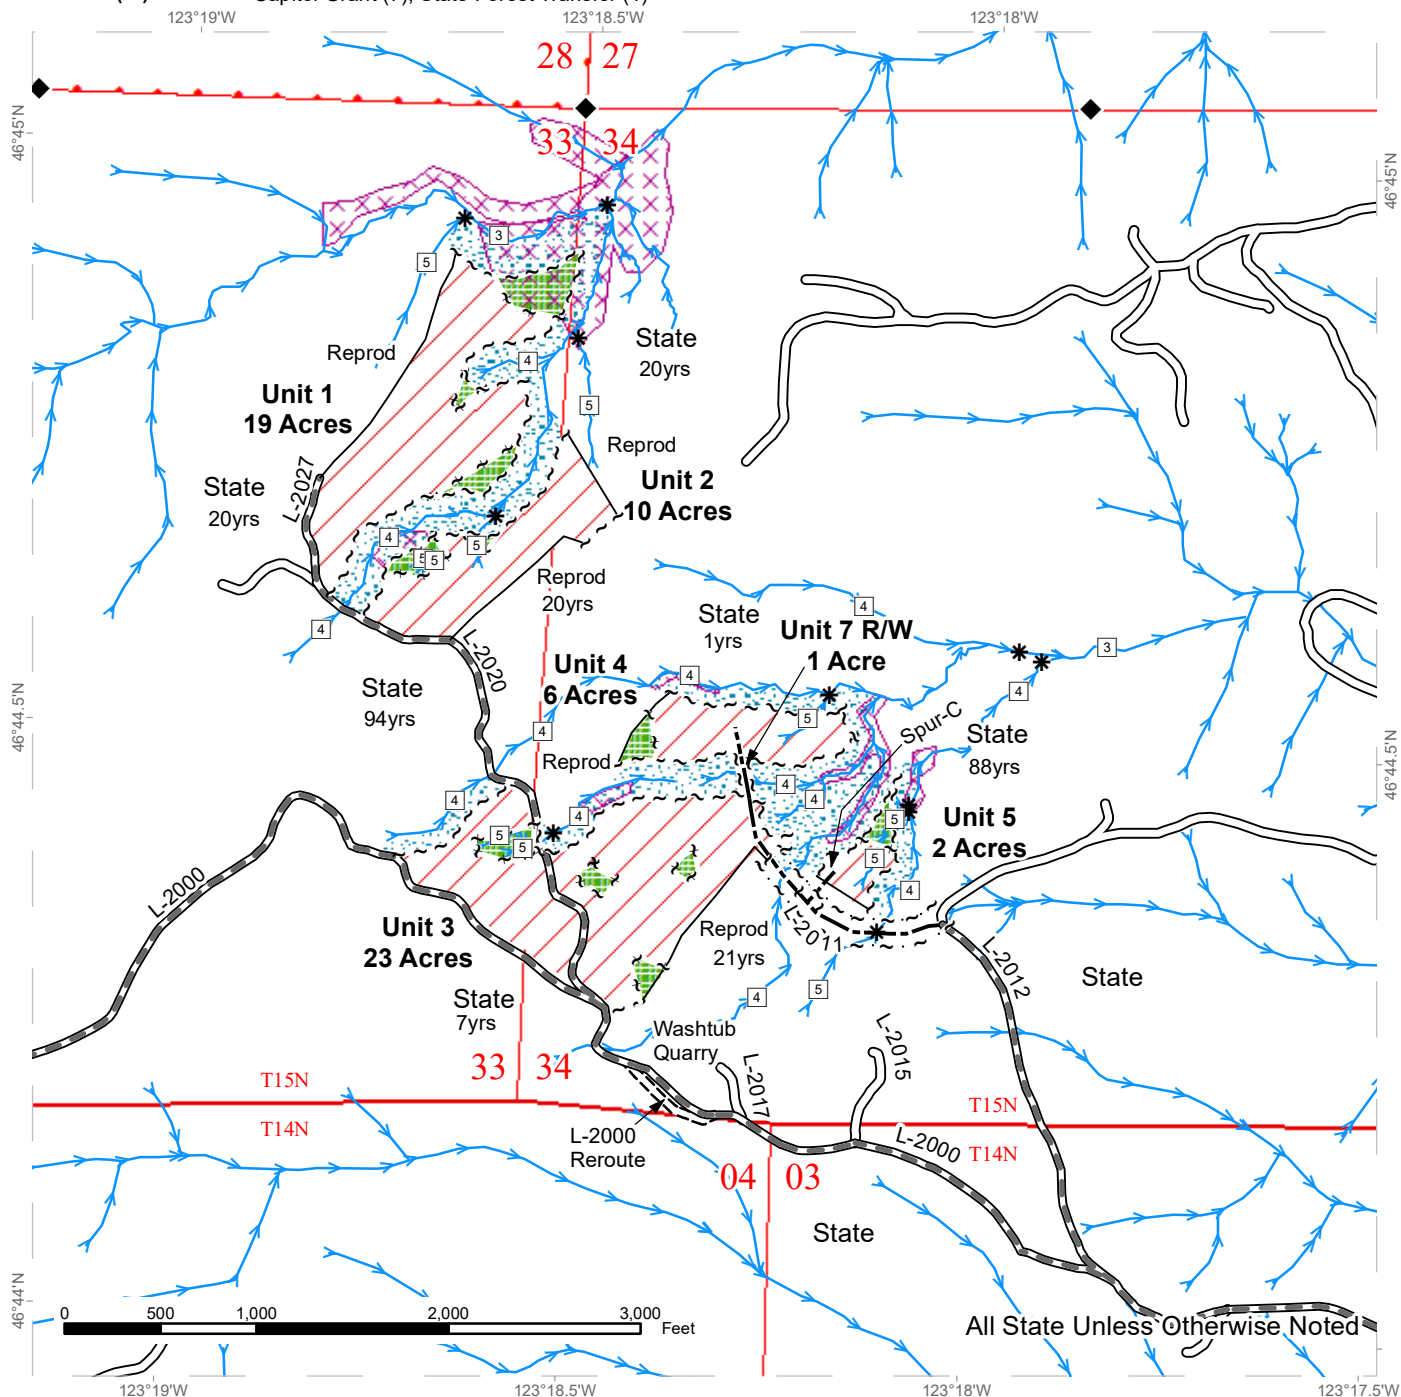 123°19'W
123°18.5'W
123°18'W
28
27
46°45'N
33
34
46°45'N
3
5
State
20yrs
Reprod
4
Unit 1
19 Acres
5
Reprod
Unit 2
10 Acres
State
20yrs
L-2027
4
5
5
5
Reprod
20yrs
4
State
1yrs
4
Unit 7 R/W
1 Acre
L-2020
3
Unit 4
6 Acres
4
State
94yrs
4
5
Spur-C
State
88yrs
46°44.5'N
46°44.5'N
4
Reprod
4
4
4
4
5
5
5
Unit 5
2 Acres
5
4
L-2000
Unit 3
23 Acres
L-2011
Reprod
21yrs
L-2012
State
4
5
State
7yrs
Washtub
Quarry
L-2017
L-2015
33
34
T15N
T15N
T14N
T14N
L-2000
L-2000
Reroute
04
03
State
46°44'N
0
500
1,000
2,000
3,000
Feet
All State Unless Otherwise Noted
123°19'W
123°18.5'W
123°18'W
123°17.5'W